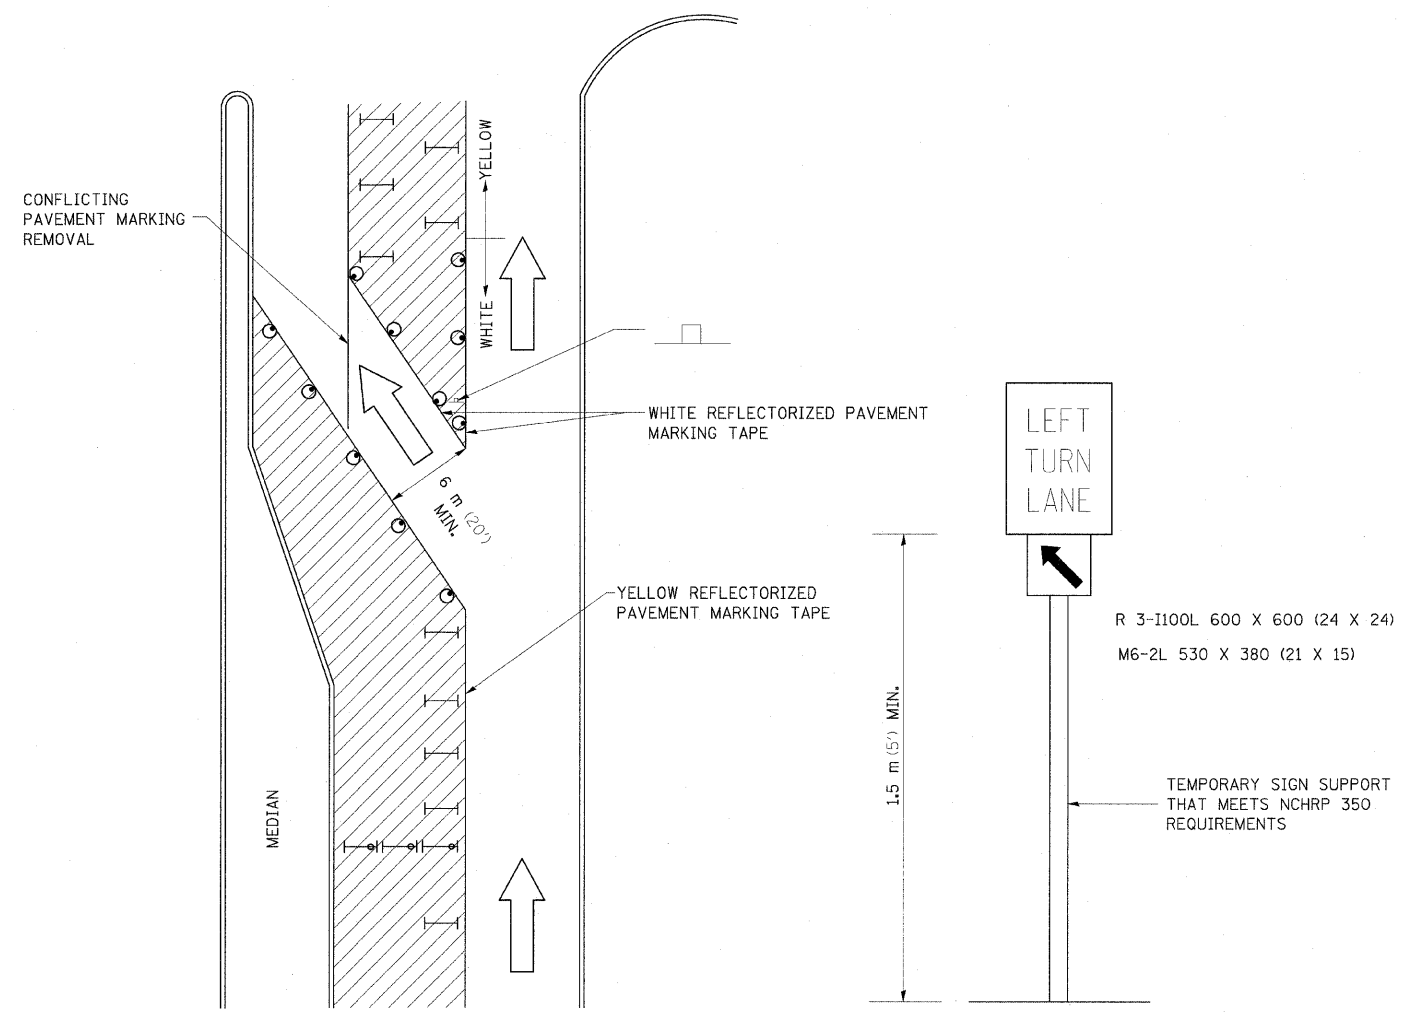 YELLOW
WHITE
CONFLICTING
PAVEMENT MARKING
REMOVAL
WHITE REFLECTORIZED PAVEMENT
MARKING TAPE
6 m (20')
MIN.
YELLOW REFLECTORIZED
PAVEMENT MARKING TAPE
MEDIAN
LEFT
TURN
LANE
R 3-I100L 600 X 600 (24 X 24)
M6-2L 530 X 380 (21 X 15)
1.5 m (5') MIN.
TEMPORARY SIGN SUPPORT
THAT MEETS NCHRP 350
REQUIREMENTS